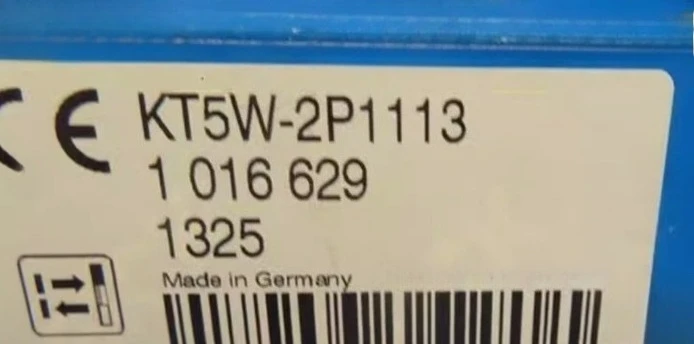 CE KT5W-2P1113
1 016 629
1325
Made in Germany